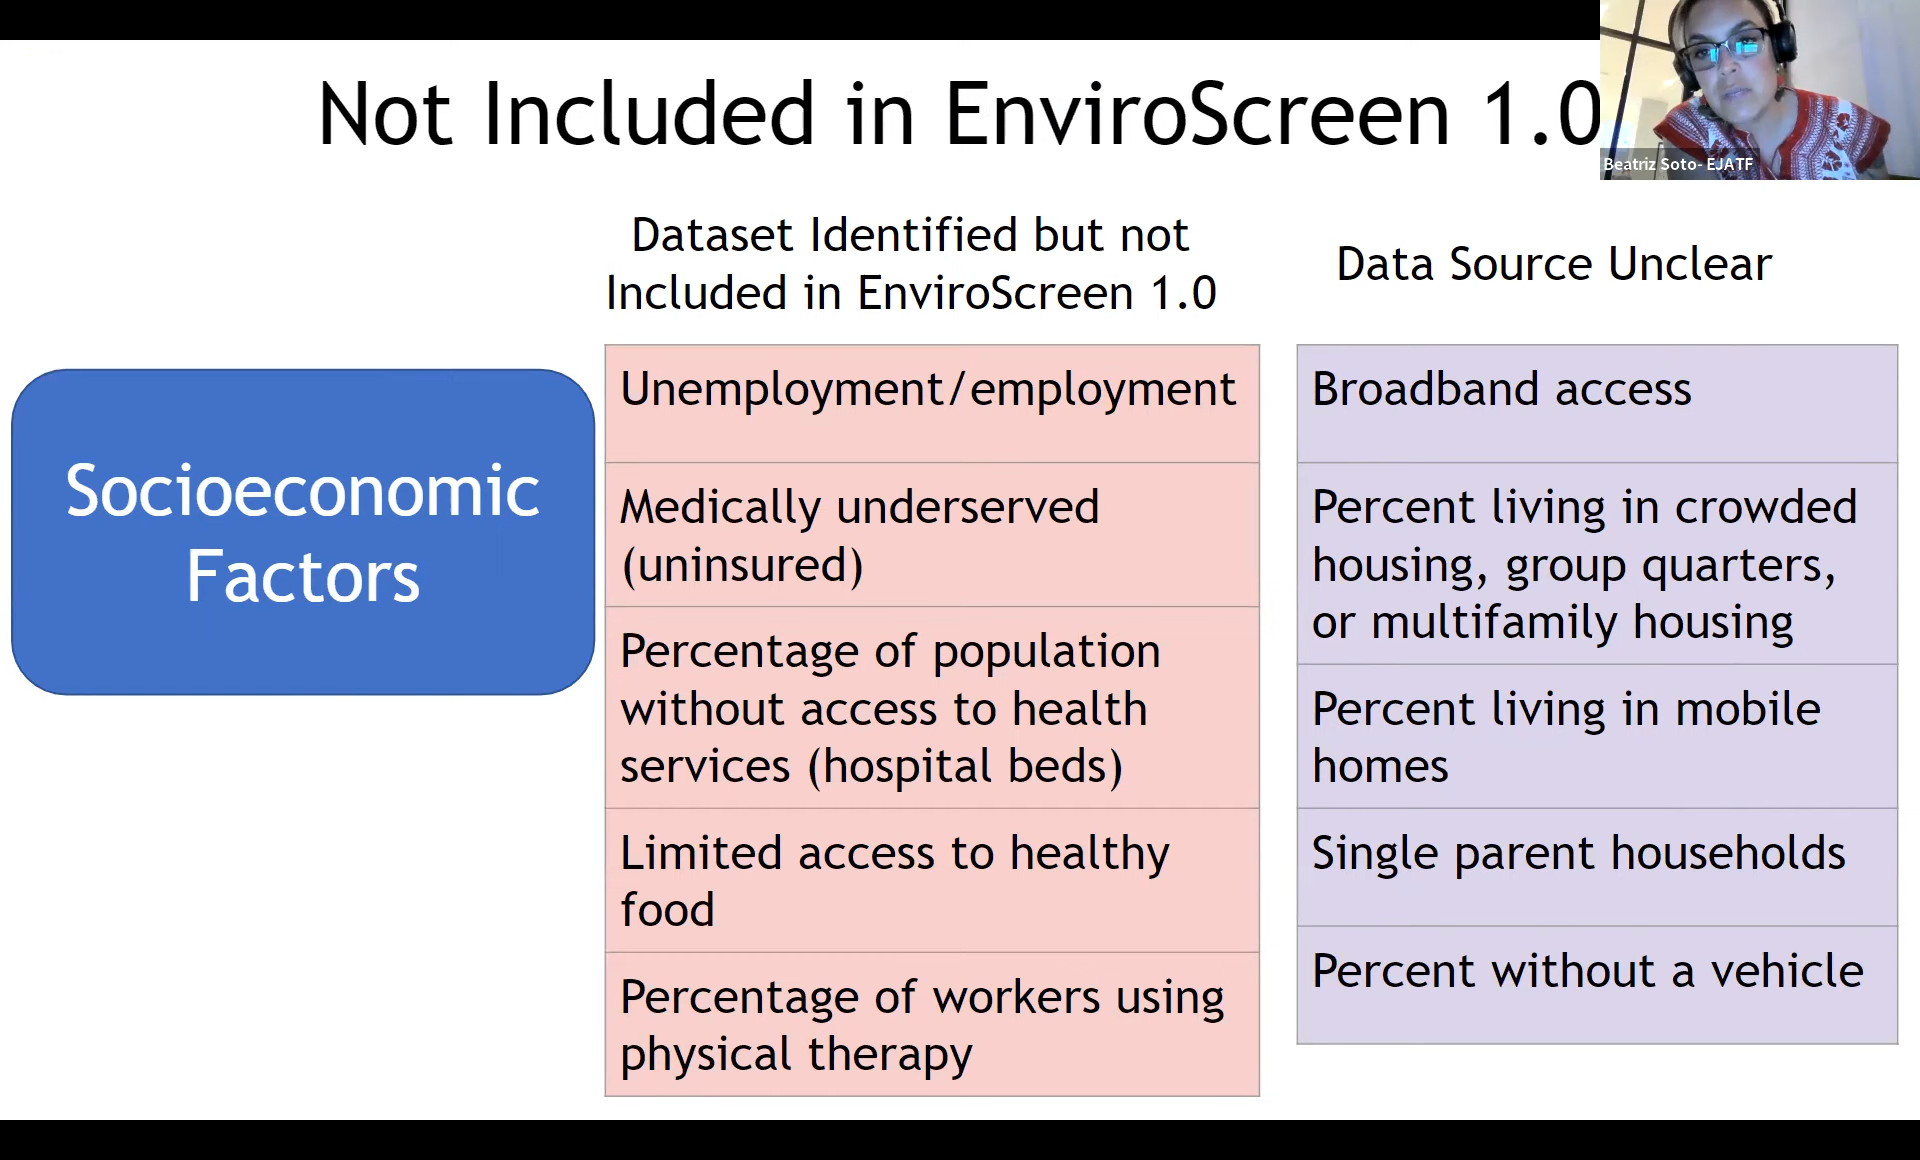 Not Included in EnviroScreen 1.0
Beatriz Soto- EJATF
Dataset Identified but not
Included in EnviroScreen 1.0
Data Source Unclear
Socioeconomic
Factors
Unemployment/employment
Medically underserved
(uninsured)
Percentage of population
without access to health
services (hospital beds)
Limited access to healthy
food
Percentage of workers using
physical therapy
Broadband access
Percent living in crowded
housing, group quarters,
or multifamily housing
Percent living in mobile
homes
Single parent households
Percent without a vehicle